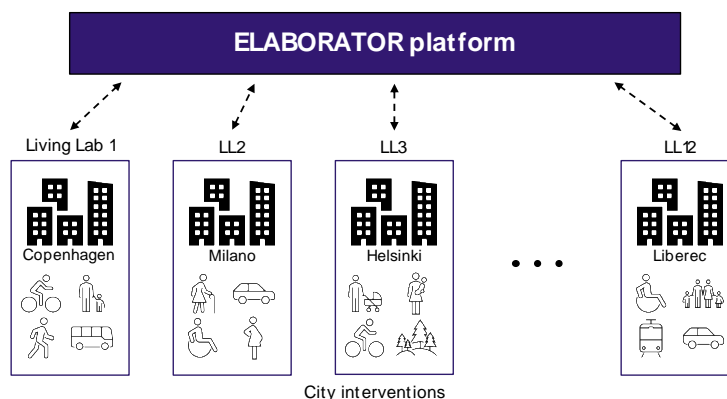 ELABORATOR platform
Living Lab 1
LL2
LL3
LL12
Copenhagen
Milano
Helsinki
Liberec
City interventions